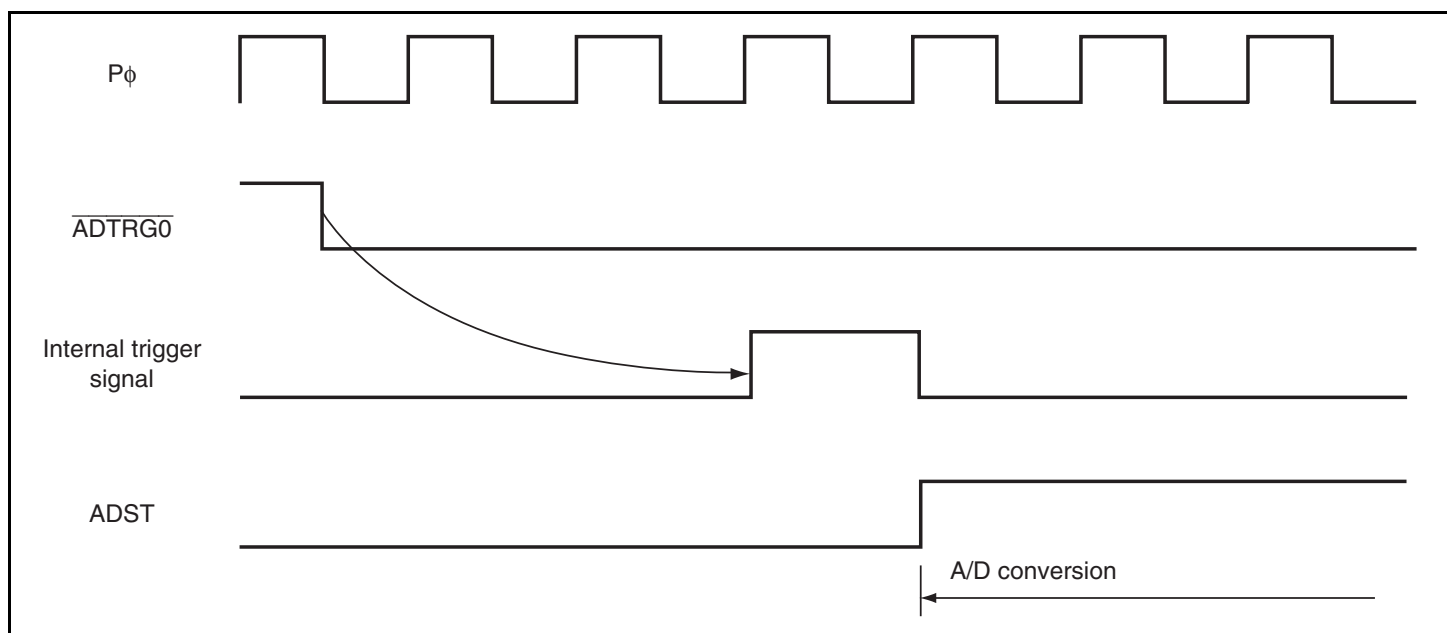 Pϕ
ADTRG0
Internal trigger
signal
ADST
A/D conversion